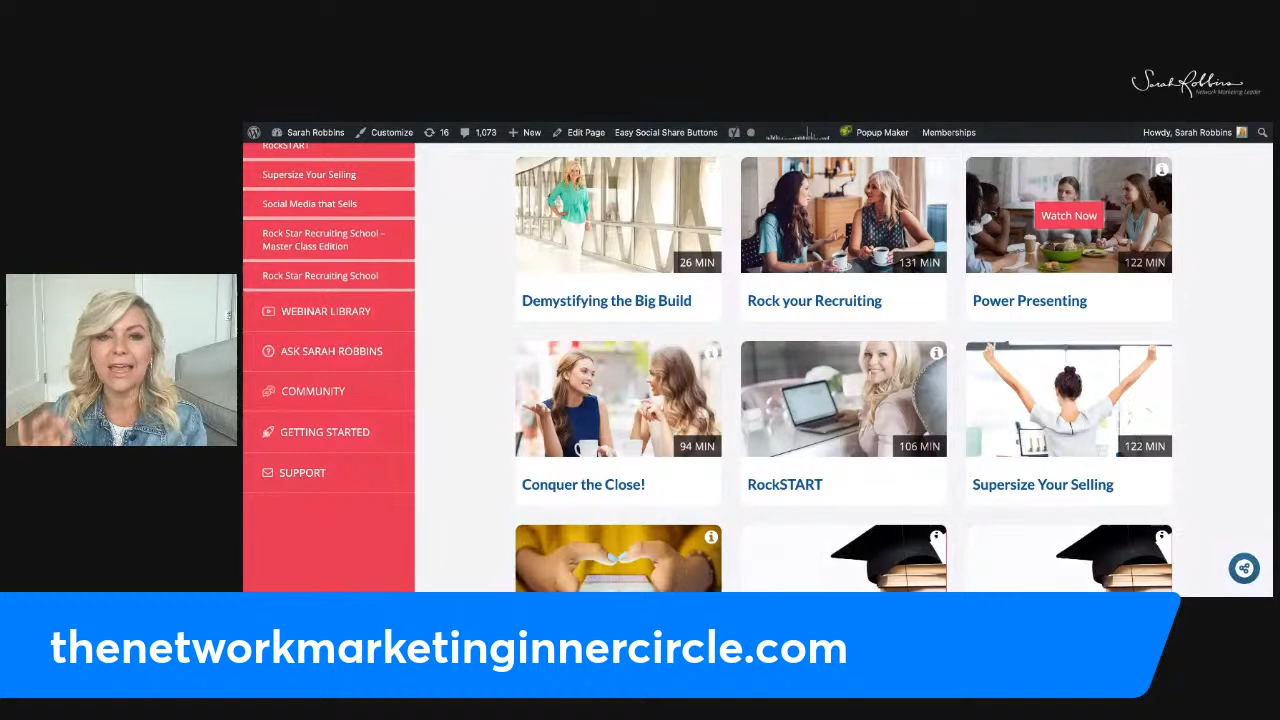 Sarah Robbins
Network Marketing Leader
Sarah Robbins Customize 16 1,073 New Edit Page Easy Social Share Buttons Popup Maker Memberships Howdy, Sarah Robbins
RockSTART
Supersize Your Selling
Social Media that Sells
Rock Star Recruiting School –
Master Class Edition
Rock Star Recruiting School
WEBINAR LIBRARY
ASK SARAH ROBBINS
COMMUNITY
GETTING STARTED
SUPPORT
26 MIN
Demystifying the Big Build
131 MIN
Rock your Recruiting
Watch Now
122 MIN
Power Presenting
94 MIN
Conquer the Close!
106 MIN
RockSTART
122 MIN
Supersize Your Selling
thenetworkmarketinginnercircle.com